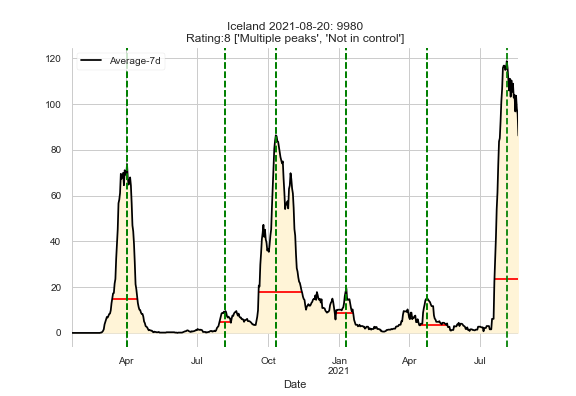 Iceland 2021-08-20: 9980
Rating:8 ['Multiple peaks', 'Not in control']
Average-7d
120
100
80
60
40
20
0
Apr Jul Oct Jan Apr Jul
2021
Date